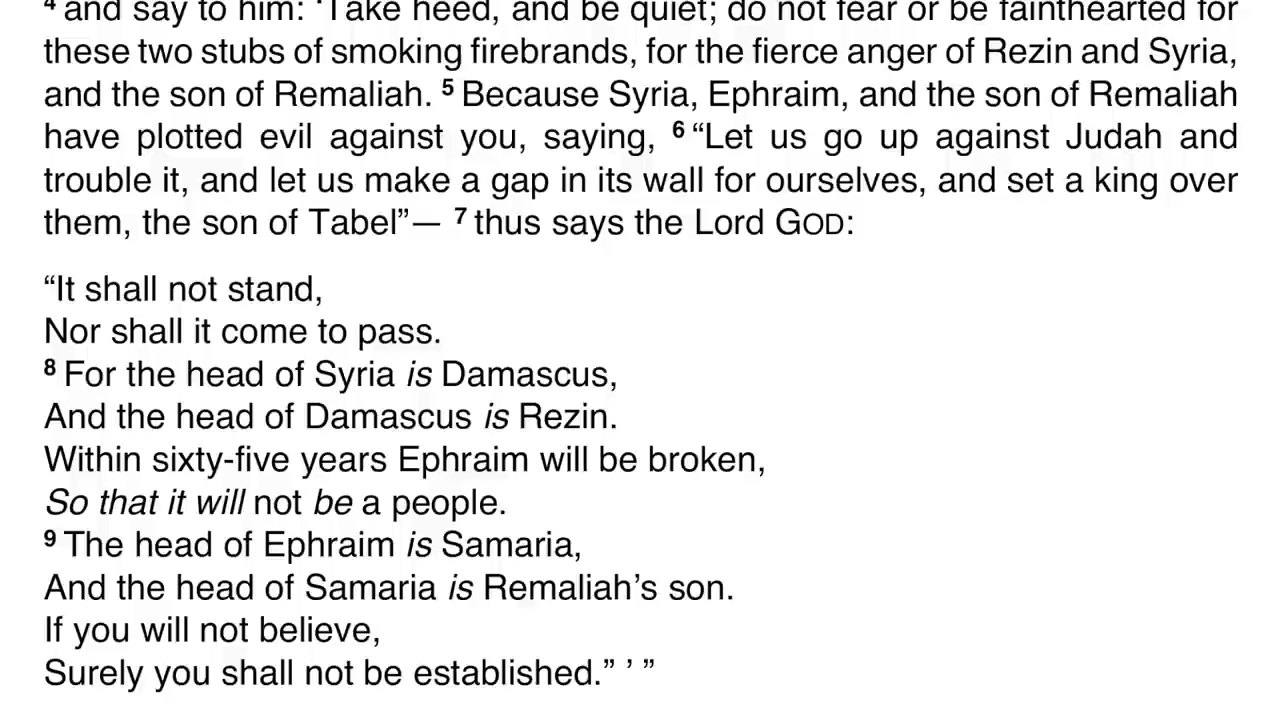 4 and say to him: ‘Take heed, and be quiet; do not fear or be fainthearted for
these two stubs of smoking firebrands, for the fierce anger of Rezin and Syria,
and the son of Remaliah. 5 Because Syria, Ephraim, and the son of Remaliah
have plotted evil against you, saying, 6 “Let us go up against Judah and
trouble it, and let us make a gap in its wall for ourselves, and set a king over
them, the son of Tabel”— 7 thus says the Lord GOD:
“It shall not stand,
Nor shall it come to pass.
8 For the head of Syria is Damascus,
And the head of Damascus is Rezin.
Within sixty-five years Ephraim will be broken,
So that it will not be a people.
9 The head of Ephraim is Samaria,
And the head of Samaria is Remaliah’s son.
If you will not believe,
Surely you shall not be established.” ’ ”